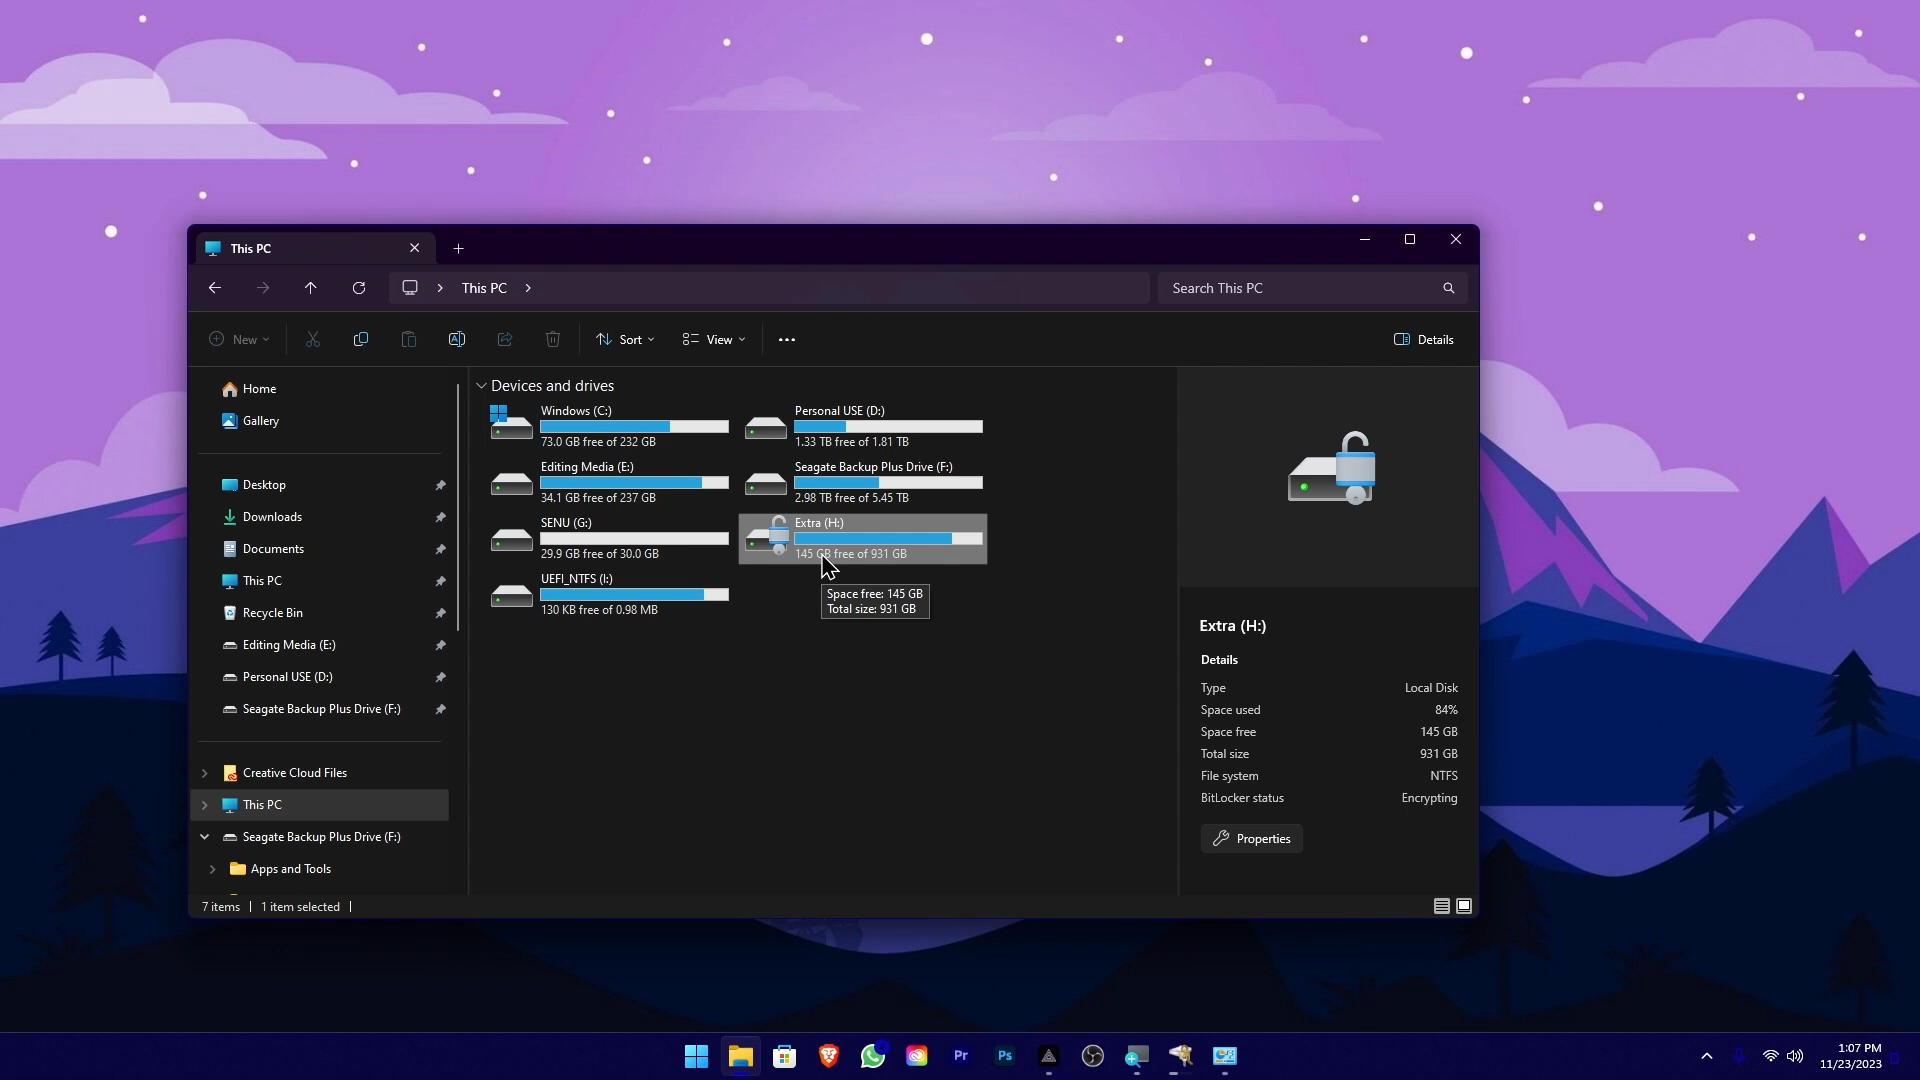 This PC
This PC
Search This PC
New
Sort
View
Details
Home
Gallery
Desktop
Downloads
Documents
This PC
Recycle Bin
Editing Media (E:)
Personal USE (D:)
Seagate Backup Plus Drive (F:)
Creative Cloud Files
This PC
Seagate Backup Plus Drive (F:)
Apps and Tools
Devices and drives
Windows (C:)
73.0 GB free of 232 GB
Personal USE (D:)
1.33 TB free of 1.81 TB
Editing Media (E:)
34.1 GB free of 237 GB
Seagate Backup Plus Drive (F:)
2.98 TB free of 5.45 TB
SENU (G:)
29.9 GB free of 30.0 GB
Extra (H:)
145 GB free of 931 GB
UEFI_NTFS (I:)
130 KB free of 0.98 MB
Space free: 145 GB
Total size: 931 GB
Extra (H:)
Details
Type Local Disk
Space used 84%
Space free 145 GB
Total size 931 GB
File system NTFS
BitLocker status Encrypting
Properties
7 items
1 item selected
Pr
Ps
1:07 PM
11/23/2023